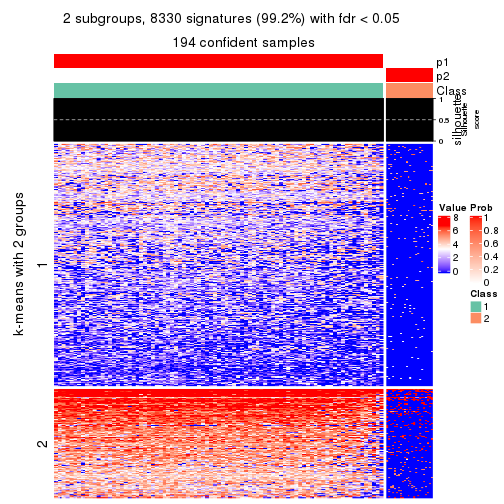 2 subgroups, 8330 signatures (99.2%) with fdr < 0.05
194 confident samples
p1
p2
Class
1
0.5
0
silhouette
Silhouette
score
k-means with 2 groups
1
2
Value
8
6
4
2
0
Prob
1
0.8
0.6
0.4
0.2
0
Class
1
2